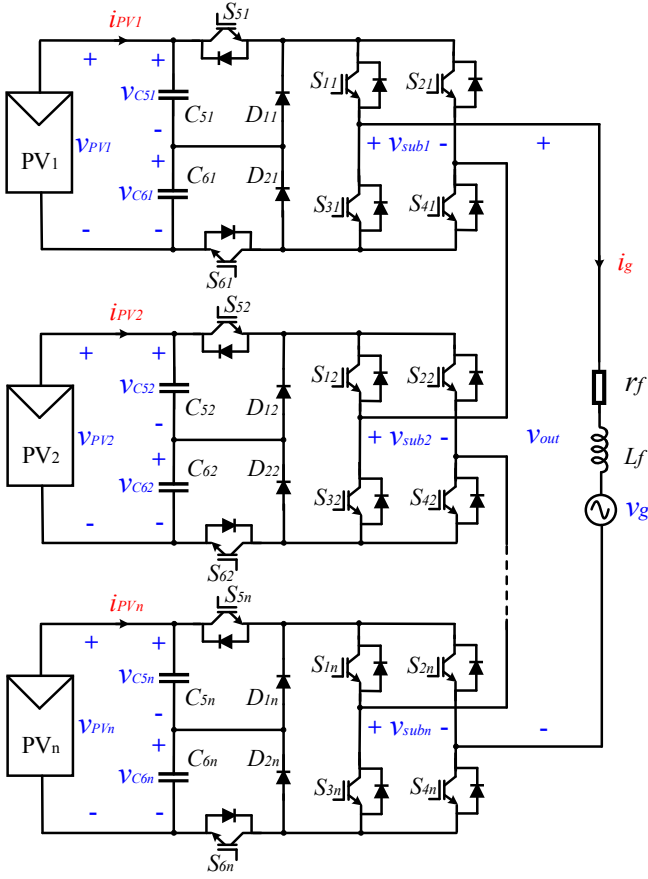 iPV1
S51
+ +
vC51
C51
D11
S11
S21
-
+ vsub1 -
+
vPV1
PV1
+
vC61
C61
D21
S31
S41
- -
S61
ig
iPV2
S52
+ +
vC52
C52
D12
S12
S22
-
rf
+ vsub2 -
vout
vPV2
PV2
+
vC62
C62
D22
S32
S42
Lf
vg
- -
S62
iPVn
S5n
+ +
vC5n
C5n
D1n
S1n
S2n
-
+ vsubn -
-
vPVn
PVn
+
vC6n
C6n
D2n
S3n
S4n
- -
S6n